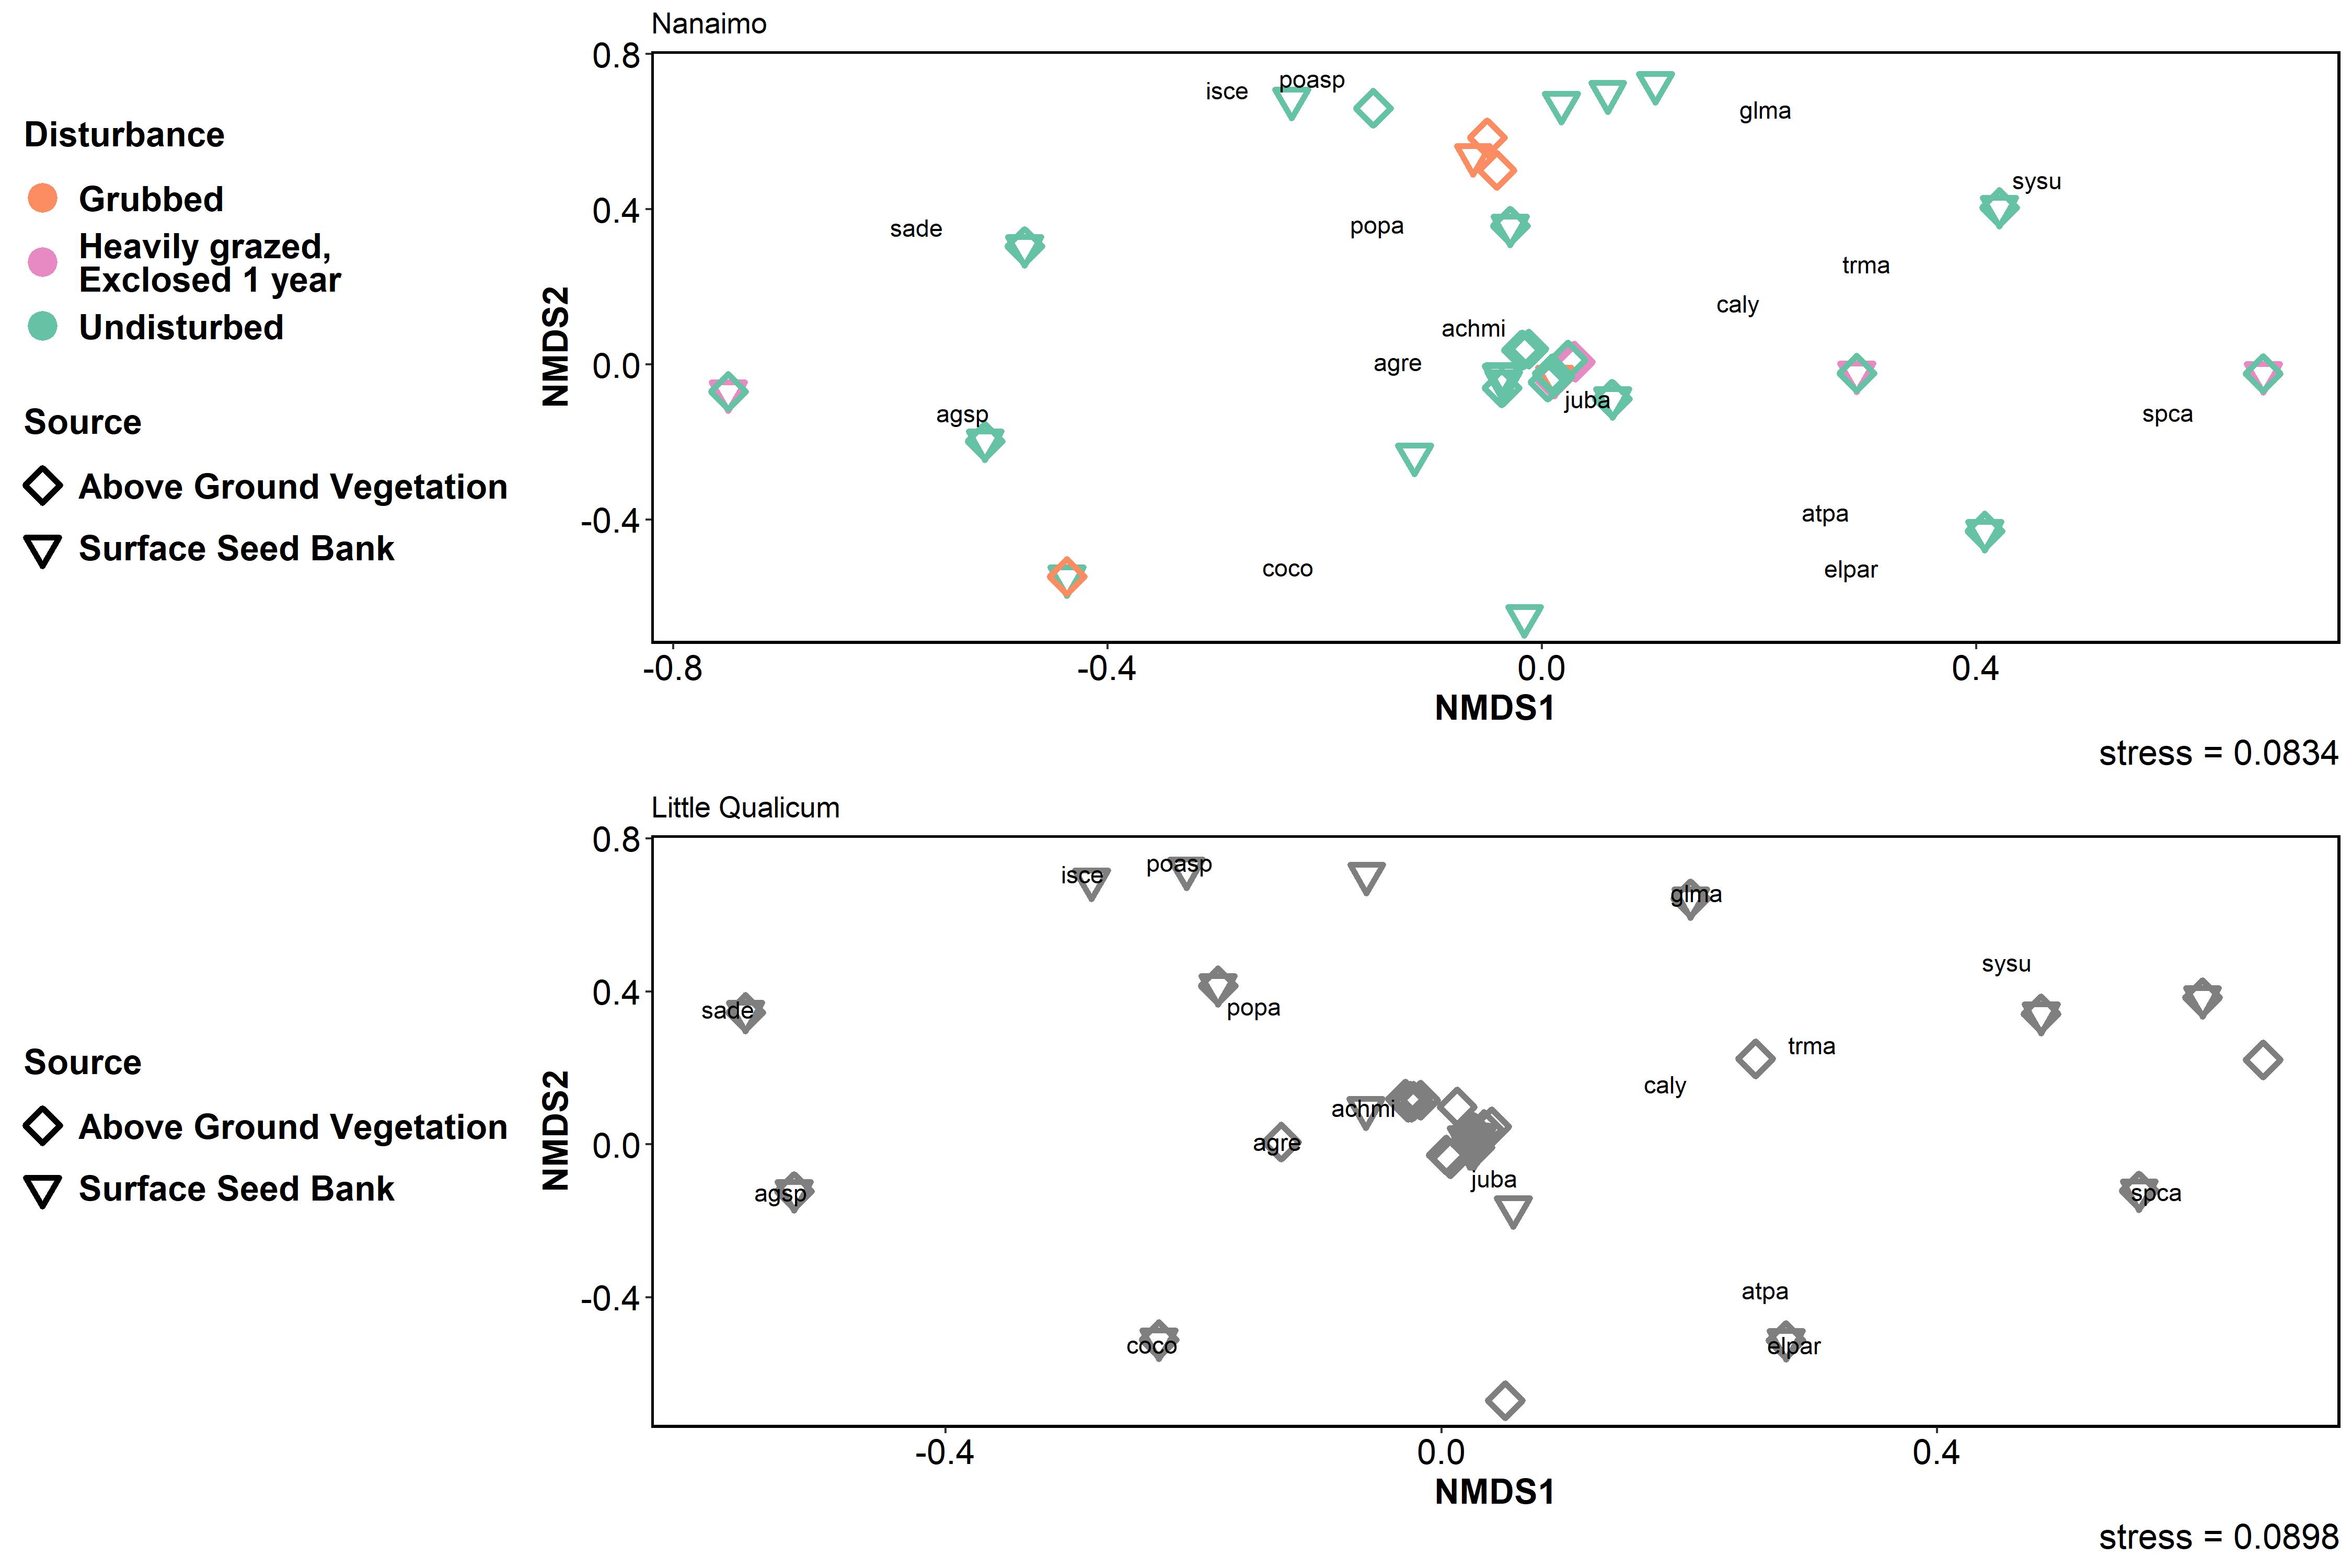 Nanaimo
Disturbance
Grubbed
Heavily grazed,
Exclosed 1 year
Undisturbed
Source
Above Ground Vegetation
Surface Seed Bank
NMDS2
0.8
0.4
0.0
-0.4
isce
poasp
glma
sysu
sade
popa
trma
caly
achmi
agre
juba
agsp
spca
atpa
coco
elpar
-0.8
-0.4
0.0
0.4
NMDS1
stress = 0.0834
Little Qualicum
Source
Above Ground Vegetation
Surface Seed Bank
NMDS2
0.8
0.4
0.0
-0.4
isce
poasp
glma
sysu
sade
popa
trma
caly
achmi
agre
juba
agsp
spca
atpa
coco
elpar
-0.4
0.0
0.4
NMDS1
stress = 0.0898